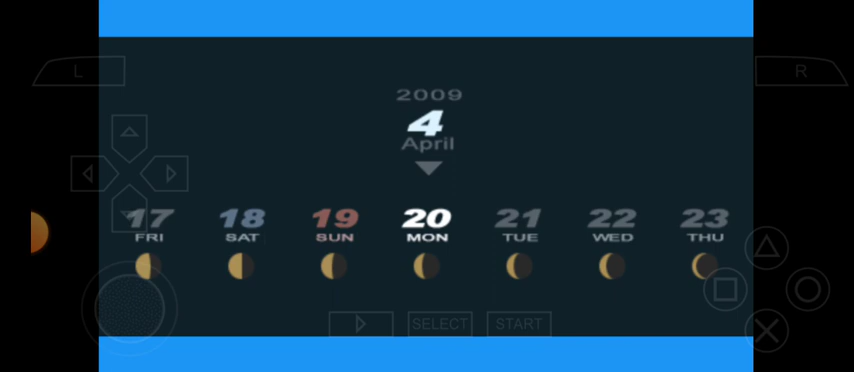 2009
L
R
4
April
17 18 19 20 21 22 23
FRI SAT SUN MON TUE WED THU
SELECT START